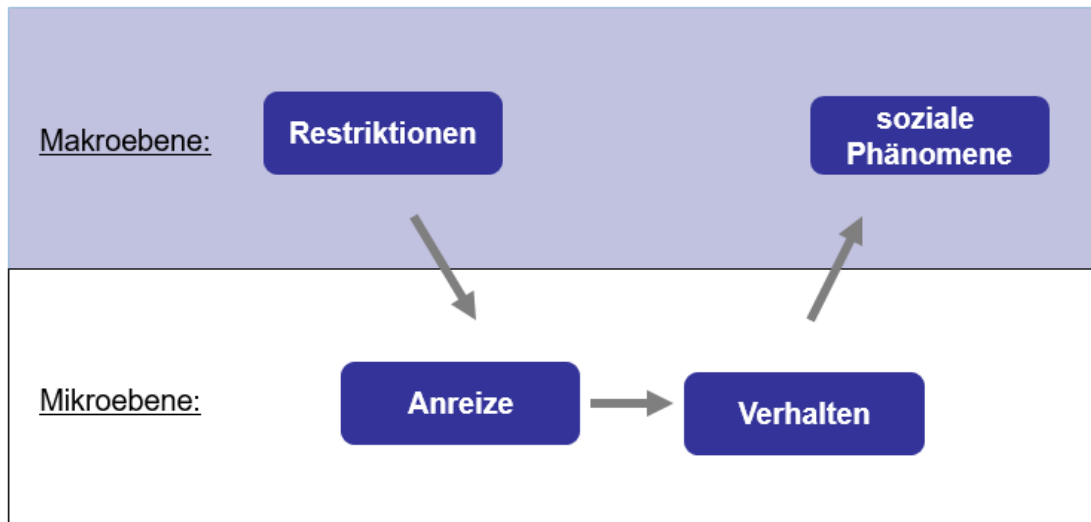 Makroebene:
Restriktionen
soziale
Phänomene
Mikroebene:
Anreize
Verhalten